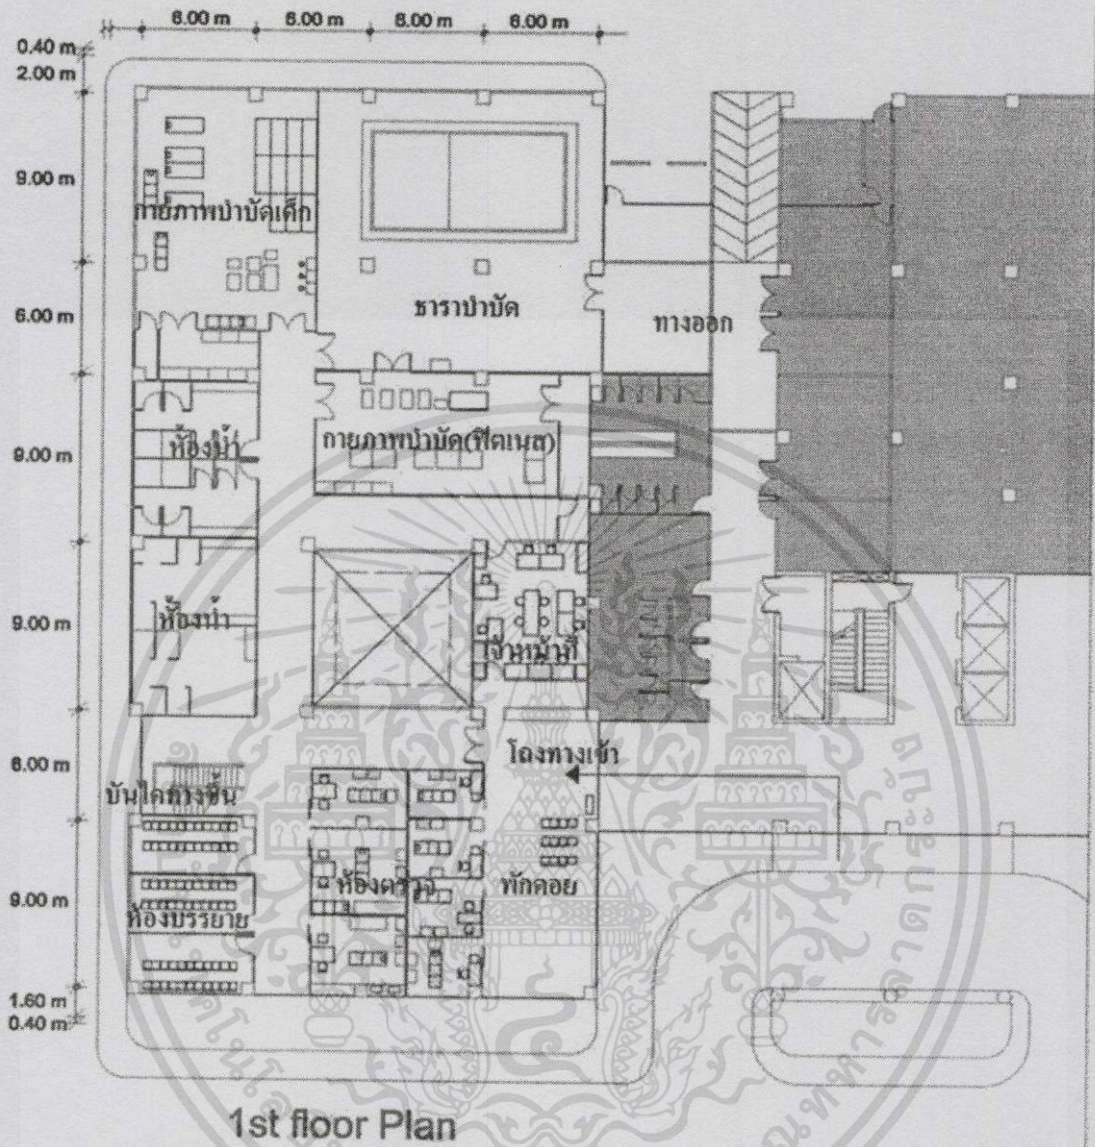 6.00 m 6.00 m 6.00 m 6.00 m
0.40 m
2.00 m
9.00 m
กายภาพบำบัดเด็ก
6.00 m
ธาราบำบัด
ทางออก
9.00 m
ห้องน้ำ
กายภาพบำบัด(ฟิตเนส)
9.00 m
ห้องน้ำ
เจ้าหน้าที่
6.00 m
โถงทางเข้า
บันไดทางขึ้น
9.00 m
ห้องตรวจ
พักคอย
ห้องบรรยาย
1.60 m
0.40 m
1st floor Plan